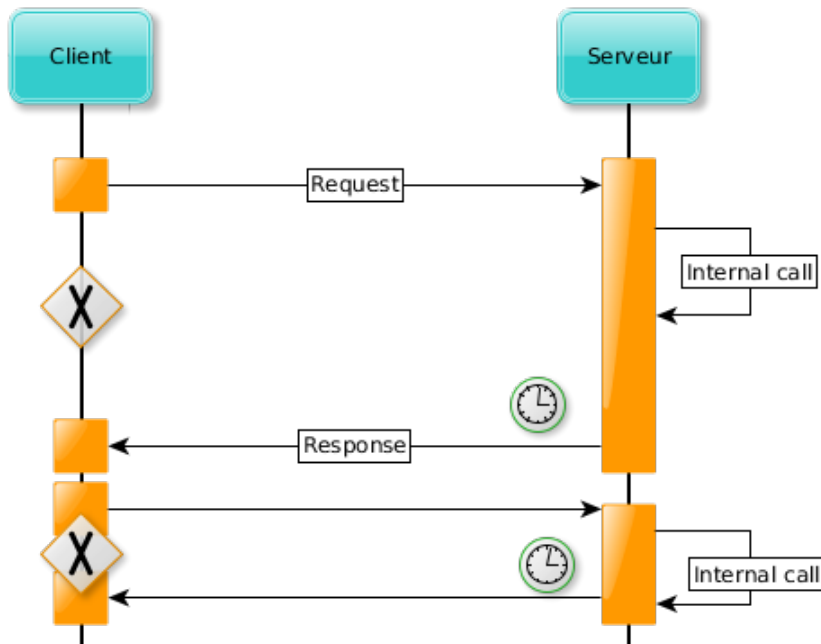 Client
Serveur
Request
Internal call
Response
Internal call